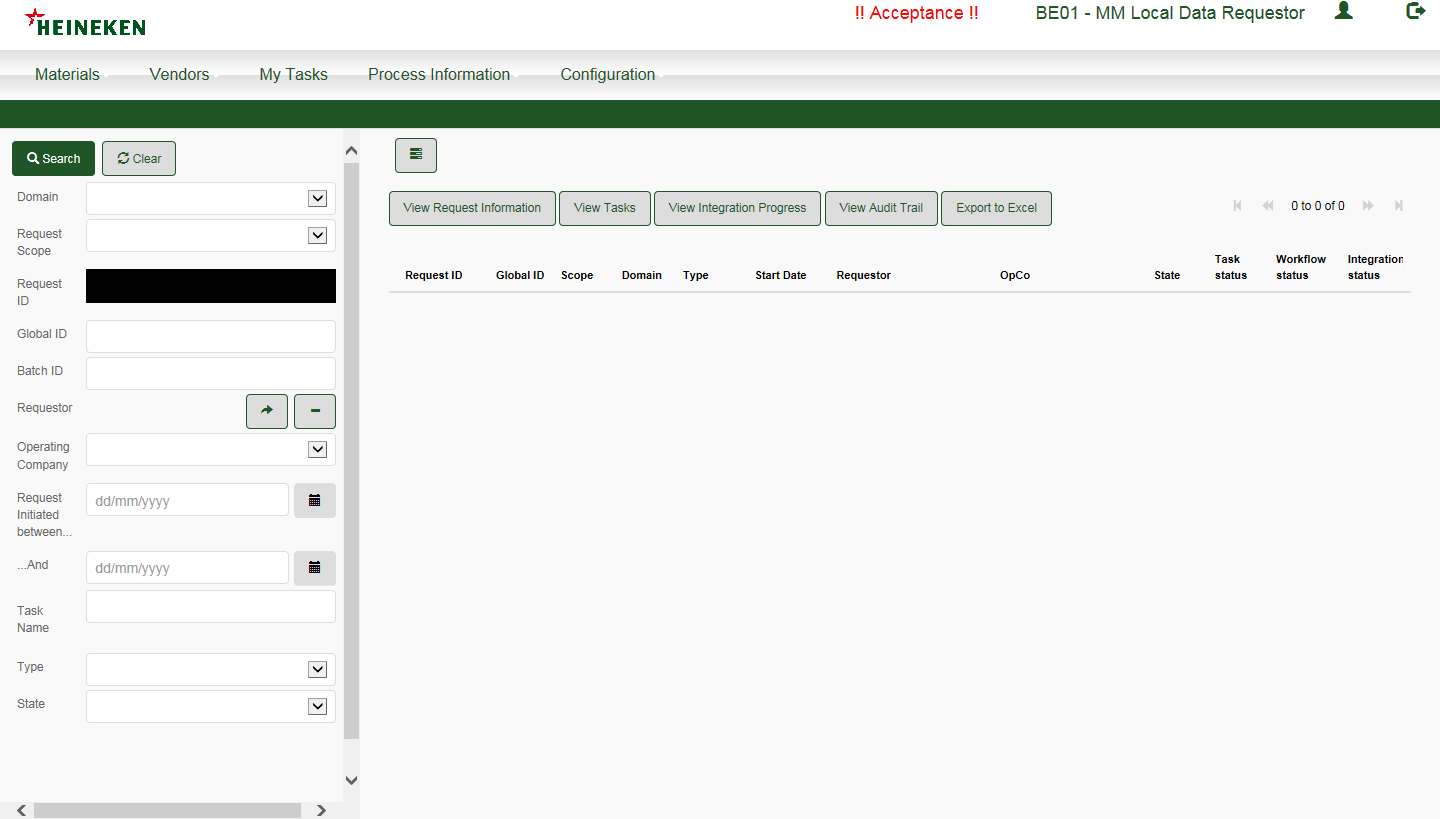 HEINEKEN
!! Acceptance !!
BE01 - MM Local Data Requestor
Materials
Vendors
My Tasks
Process Information
Configuration
Search
Clear
Domain
Request
Scope
Request
ID
Global ID
Batch ID
Requestor
Operating
Company
Request
Initiated
between...
dd/mm/yyyy
...And
dd/mm/yyyy
Task
Name
Type
State
View Request Information
View Tasks
View Integration Progress
View Audit Trail
Export to Excel
0 to 0 of 0
Request ID
Global ID
Scope
Domain
Type
Start Date
Requestor
OpCo
State
Task
status
Workflow
status
Integration
status